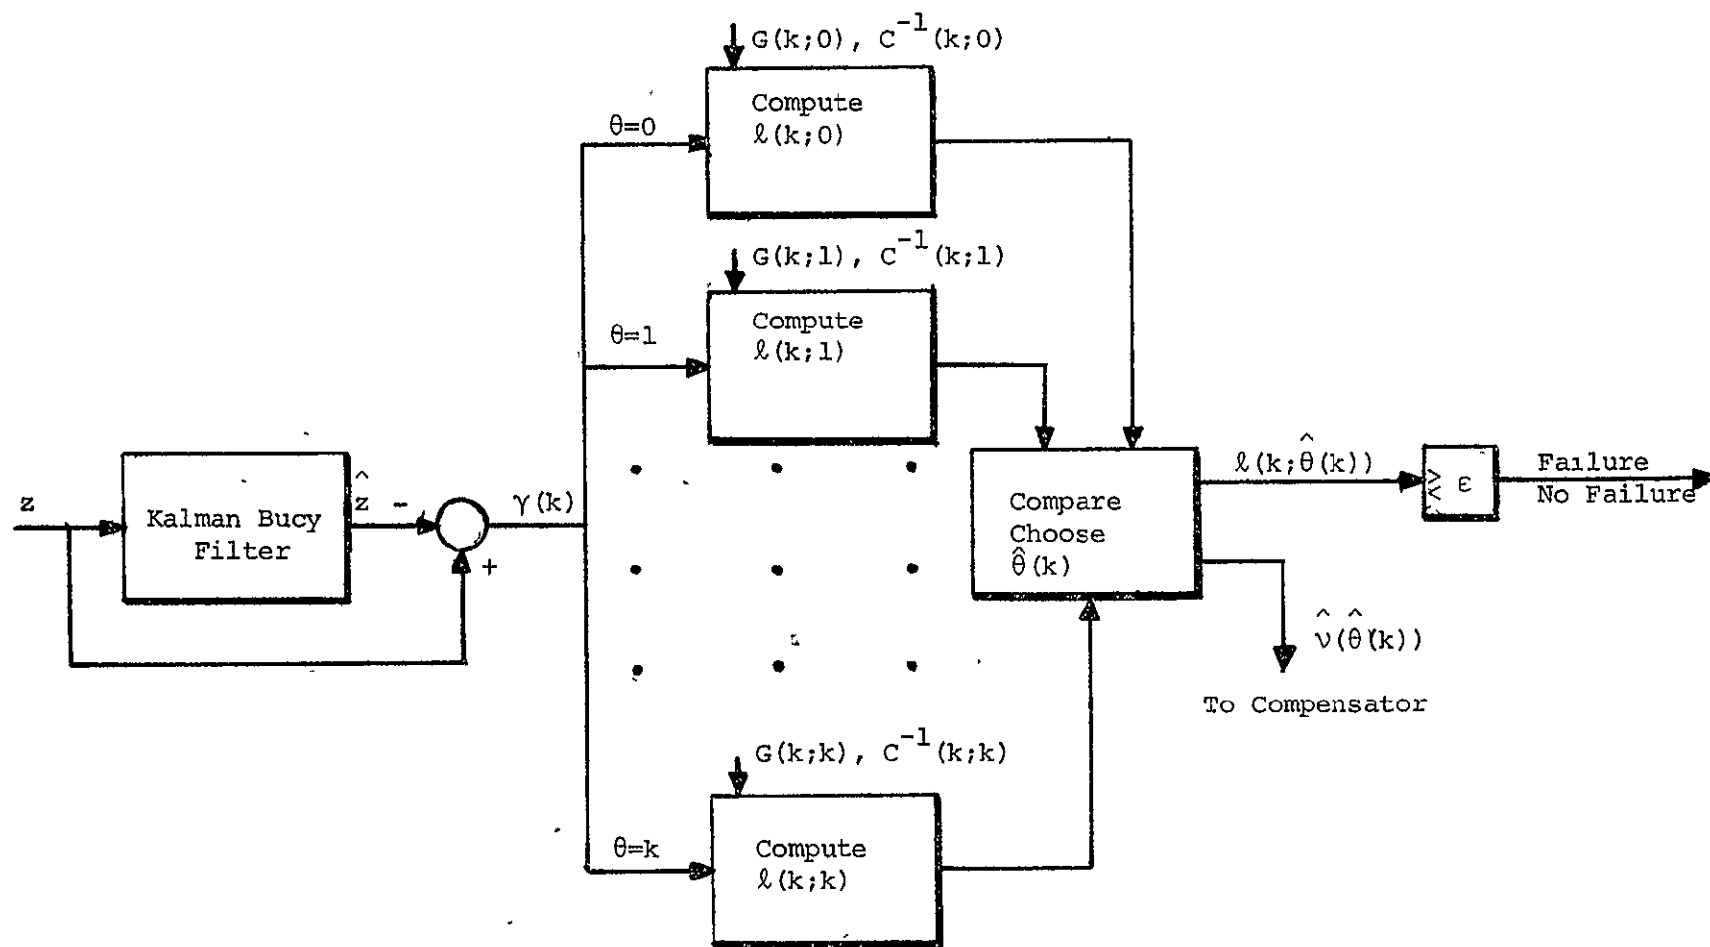 G(k;0), C⁻¹(k;0)
Compute
ℓ(k;0)
θ=0
G(k;1), C⁻¹(k;1)
Compute
ℓ(k;1)
θ=1
z
Kalman Bucy
Filter
ẑ
-
+
γ(k)
Compare
Choose
θ̂(k)
ℓ(k;θ̂(k))
≥
<
ε
Failure
No Failure
ν̂(θ̂(k))
To Compensator
G(k;k), C⁻¹(k;k)
θ=k
Compute
ℓ(k;k)